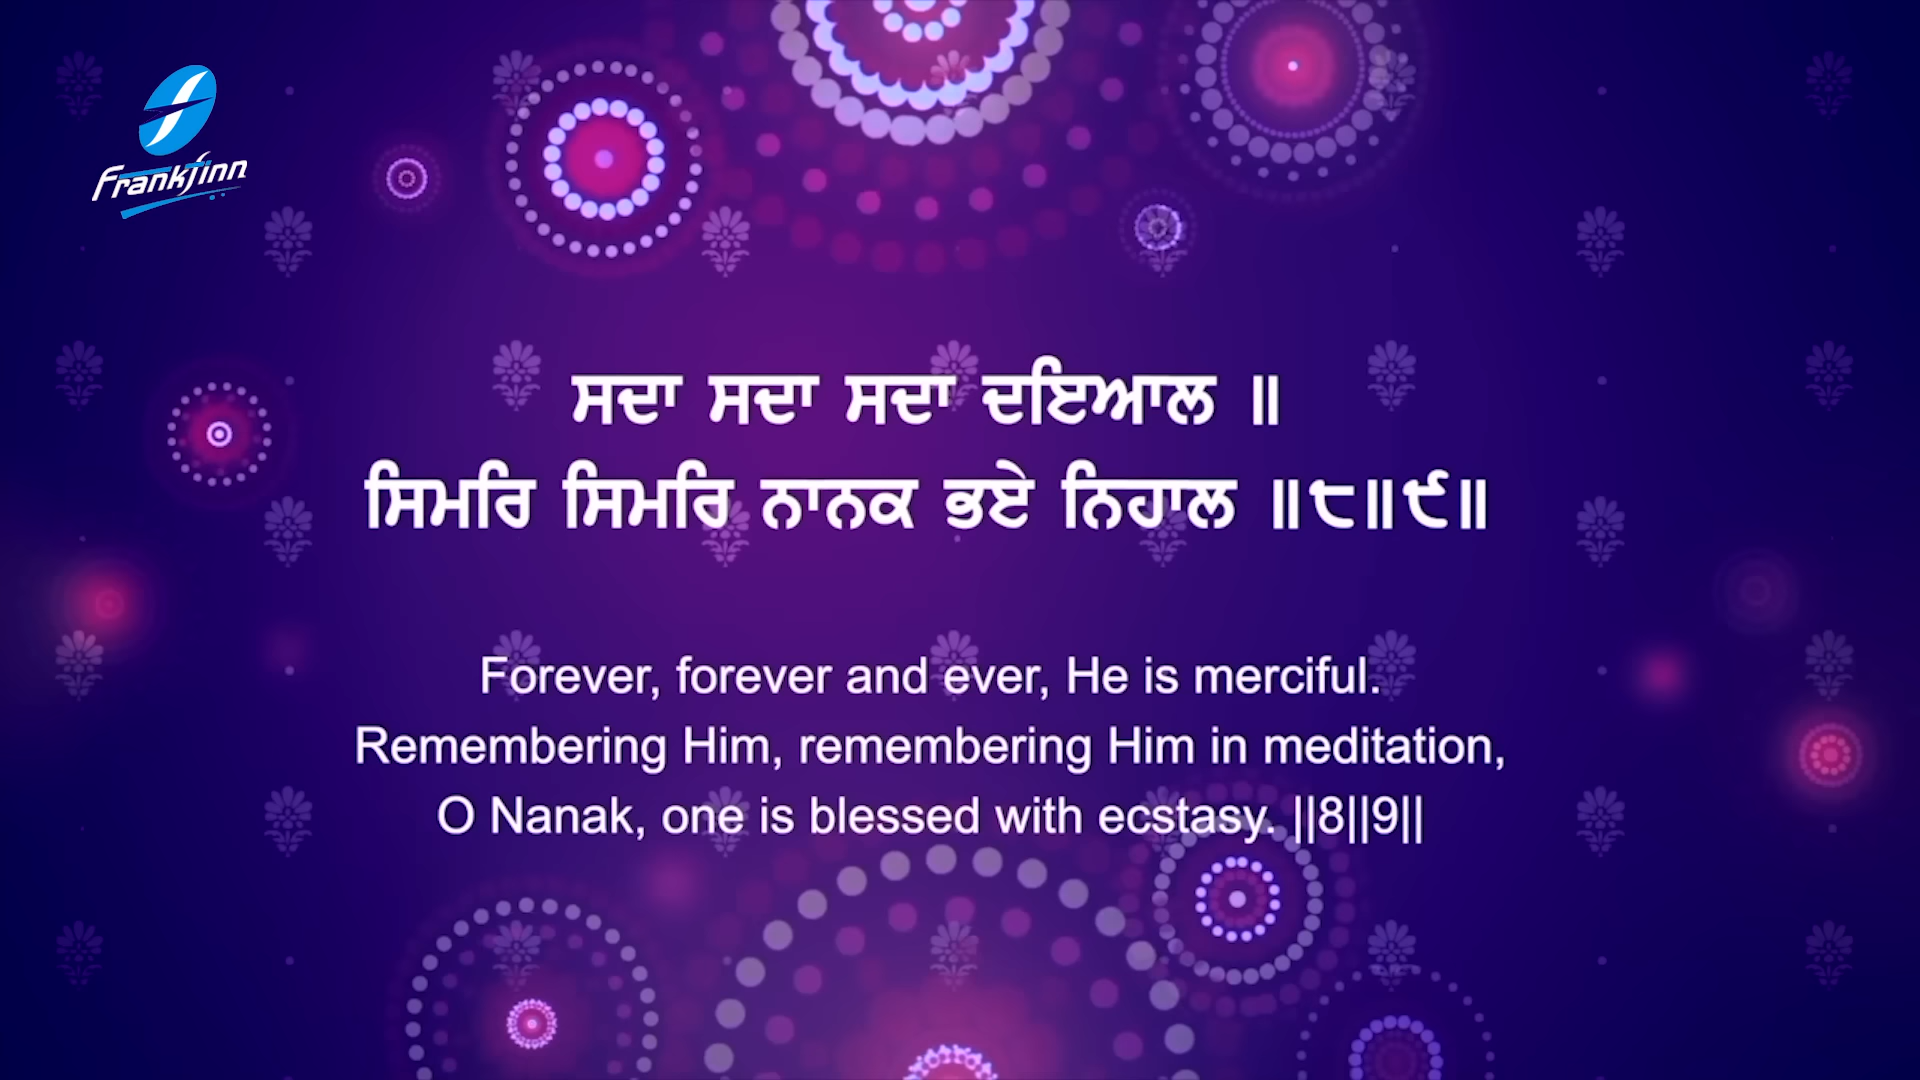 Frankfinn
ਸਦਾ ਸਦਾ ਸਦਾ ਦਇਆਲ ॥
ਸਿਮਰਿ ਸਿਮਰਿ ਨਾਨਕ ਭਏ ਨਿਹਾਲ ॥੮॥੯॥
Forever, forever and ever, He is merciful.
Remembering Him, remembering Him in meditation,
O Nanak, one is blessed with ecstasy. ||8||9||